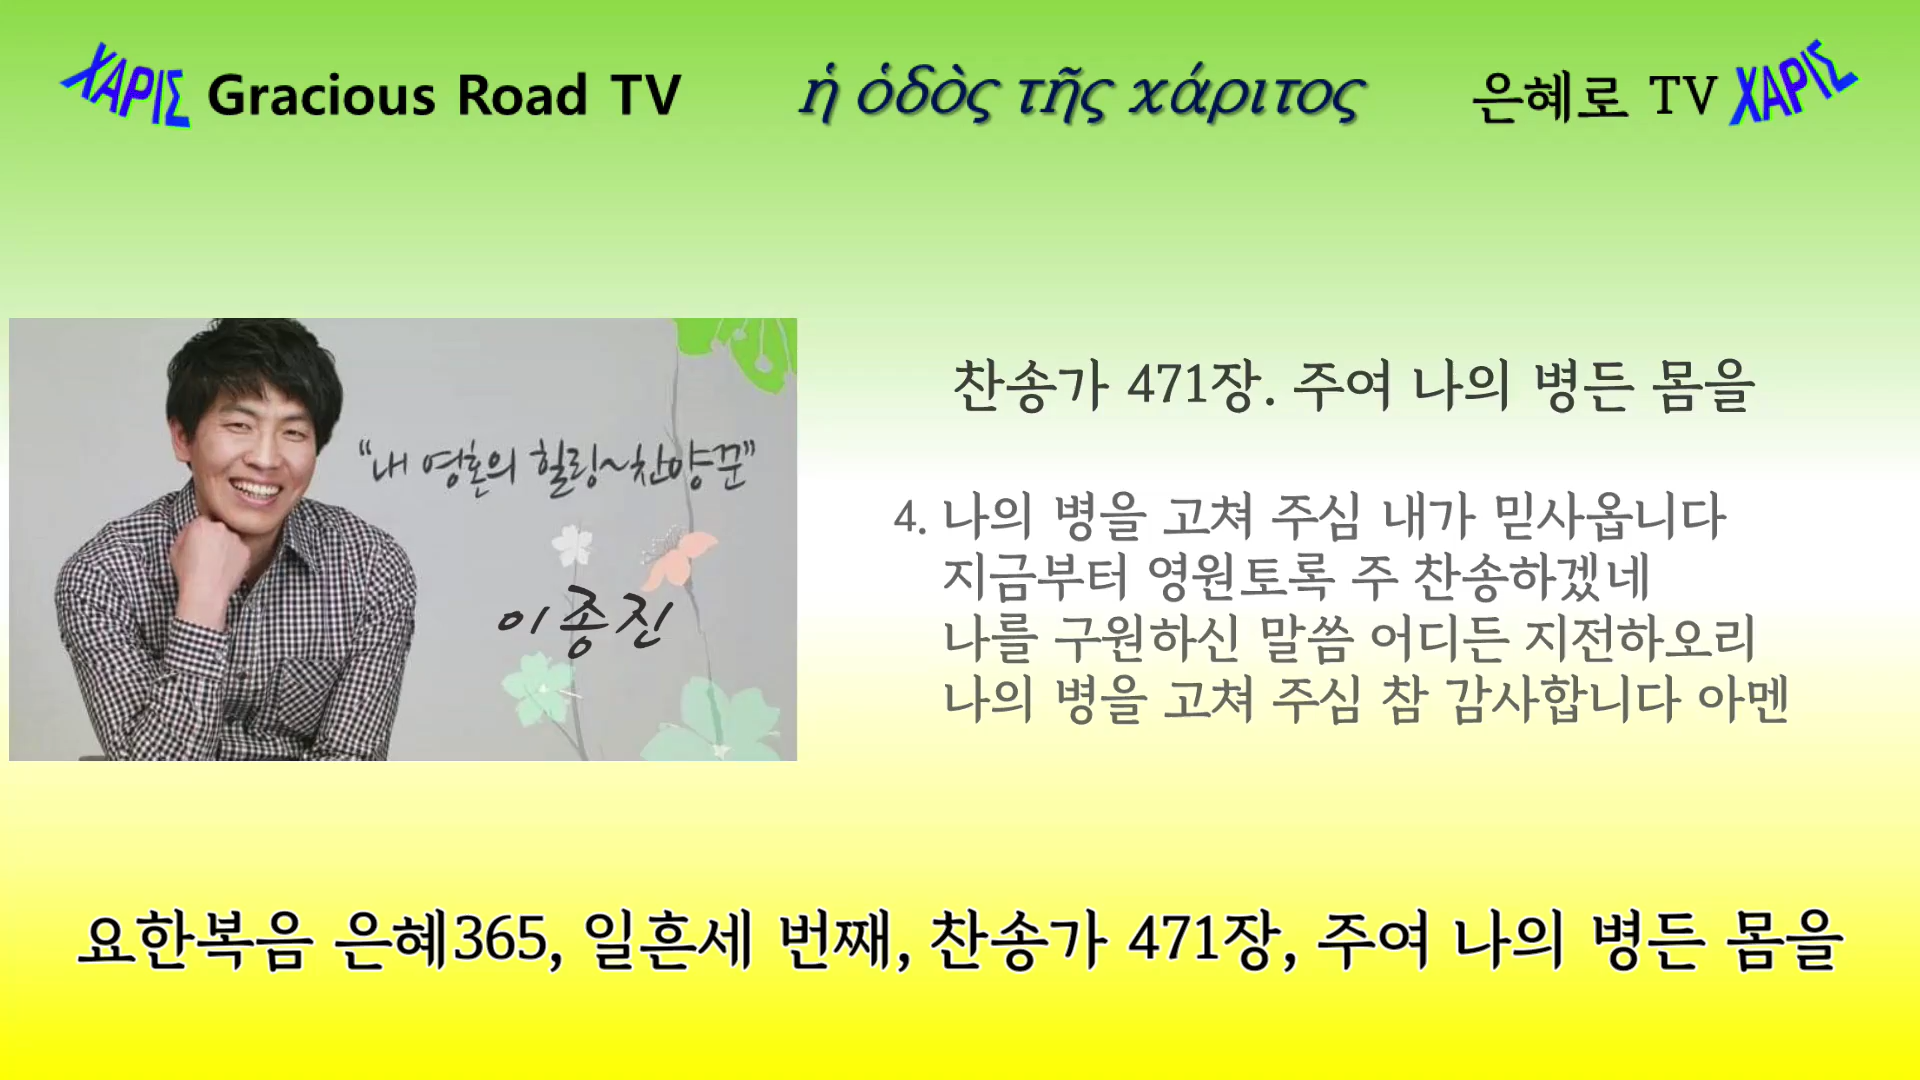 ΧΑΡΙΣ Gracious Road TV ἡ ὁδὸς τῆς χάριτος 은혜로 TV ΧΑΡΙΣ
찬송가 471장. 주여 나의 병든 몸을
"내 영혼의 힐링~찬양꾼"
이종진
4. 나의 병을 고쳐 주심 내가 믿사옵니다
지금부터 영원토록 주 찬송하겠네
나를 구원하신 말씀 어디든 지전하오리
나의 병을 고쳐 주심 참 감사합니다 아멘
요한복음 은혜365, 일흔세 번째, 찬송가 471장, 주여 나의 병든 몸을